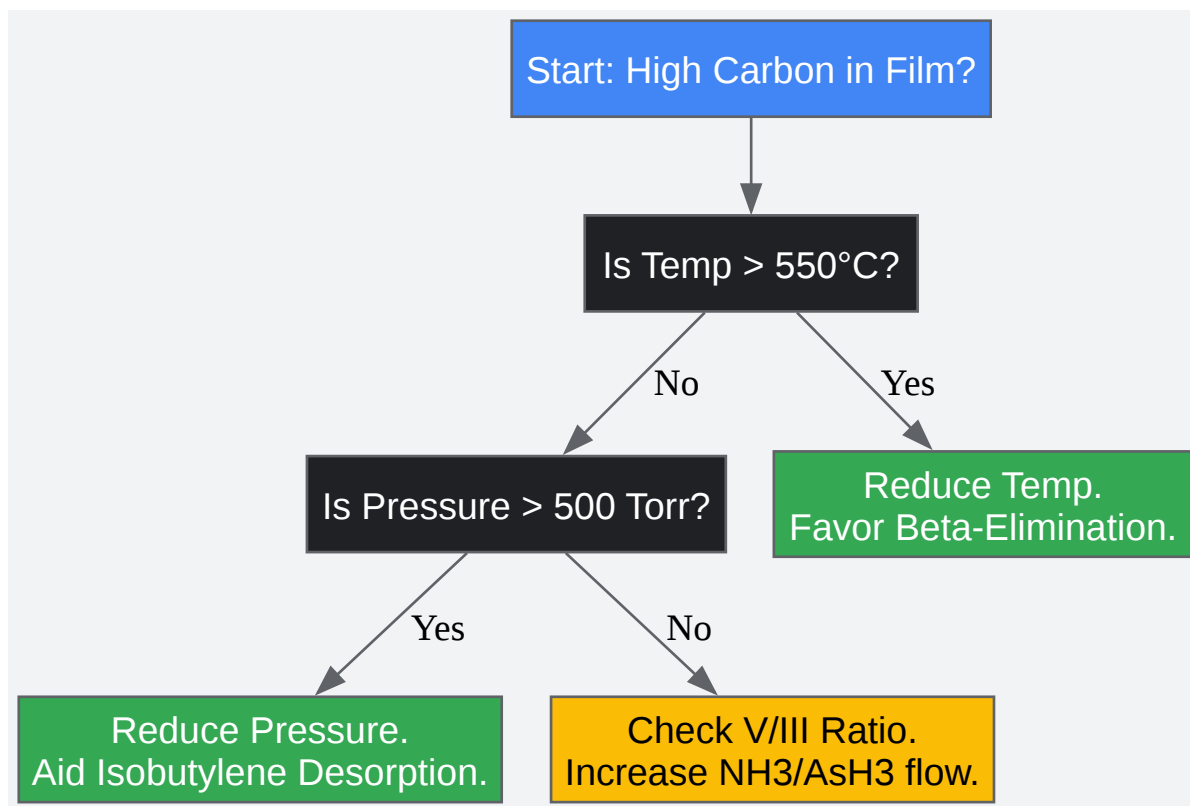 Start: High Carbon in Film?
Is Temp > 550°C?
No
Yes
Is Pressure > 500 Torr?
Reduce Temp.
Favor Beta-Elimination.
Yes
No
Reduce Pressure.
Aid Isobutylene Desorption.
Check V/III Ratio.
Increase NH3/AsH3 flow.